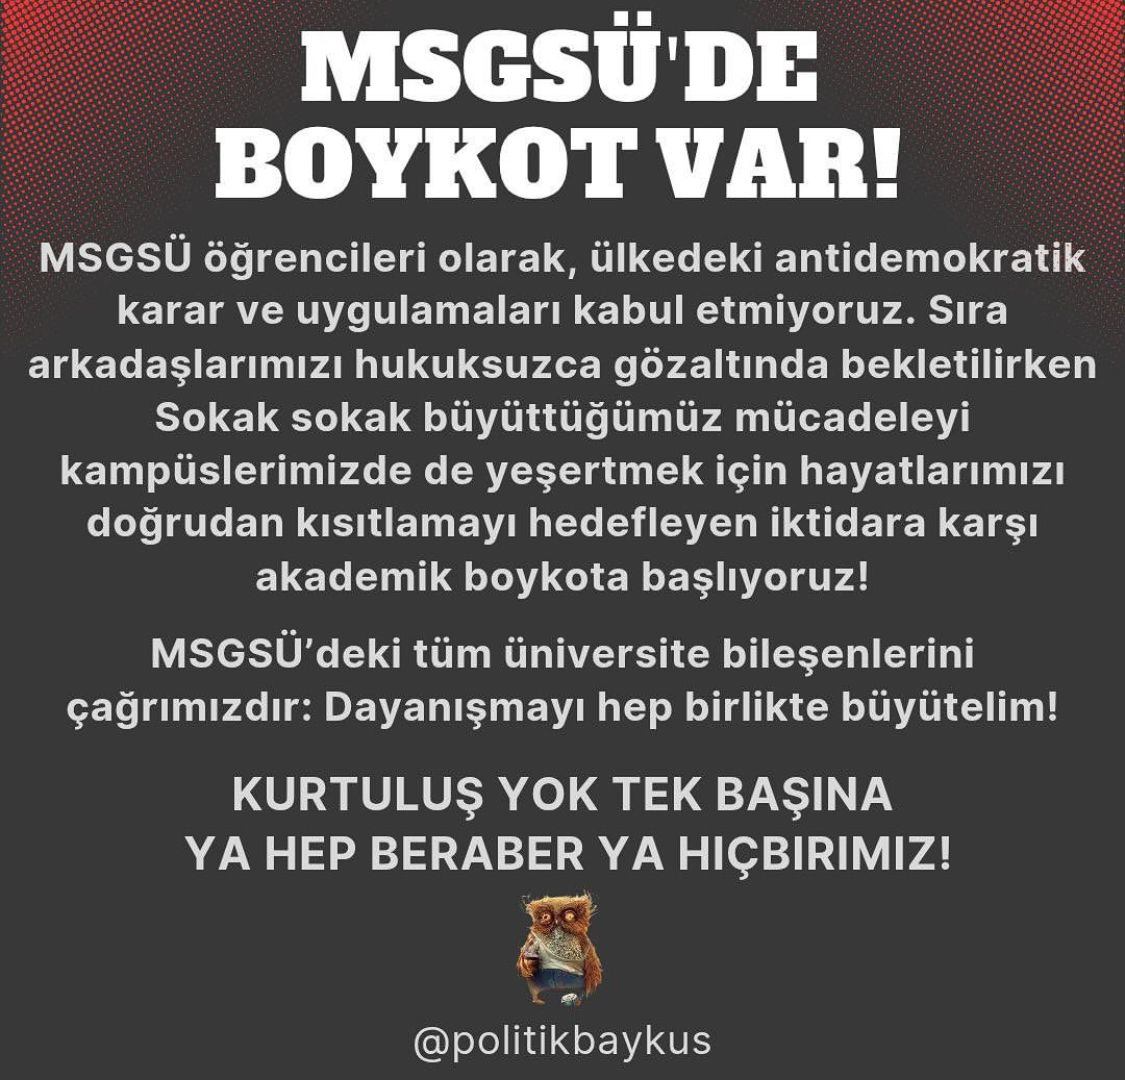 MSGSÜ'DE
BOYKOT VAR!
MSGSÜ öğrencileri olarak, ülkedeki antidemokratik
karar ve uygulamaları kabul etmiyoruz. Sıra
arkadaşlarımızı hukuksuzca gözaltında bekletilirken
Sokak sokak büyüttüğümüz mücadeleyi
kampüslerimizde de yeşertmek için hayatlarımızı
doğrudan kısıtlamayı hedefleyen iktidara karşı
akademik boykota başlıyoruz!
MSGSÜ’deki tüm üniversite bileşenlerini
çağrımızdır: Dayanışmayı hep birlikte büyütelim!
KURTULUŞ YOK TEK BAŞINA
YA HEP BERABER YA HIÇBIRIMIZ!
@politikbaykus